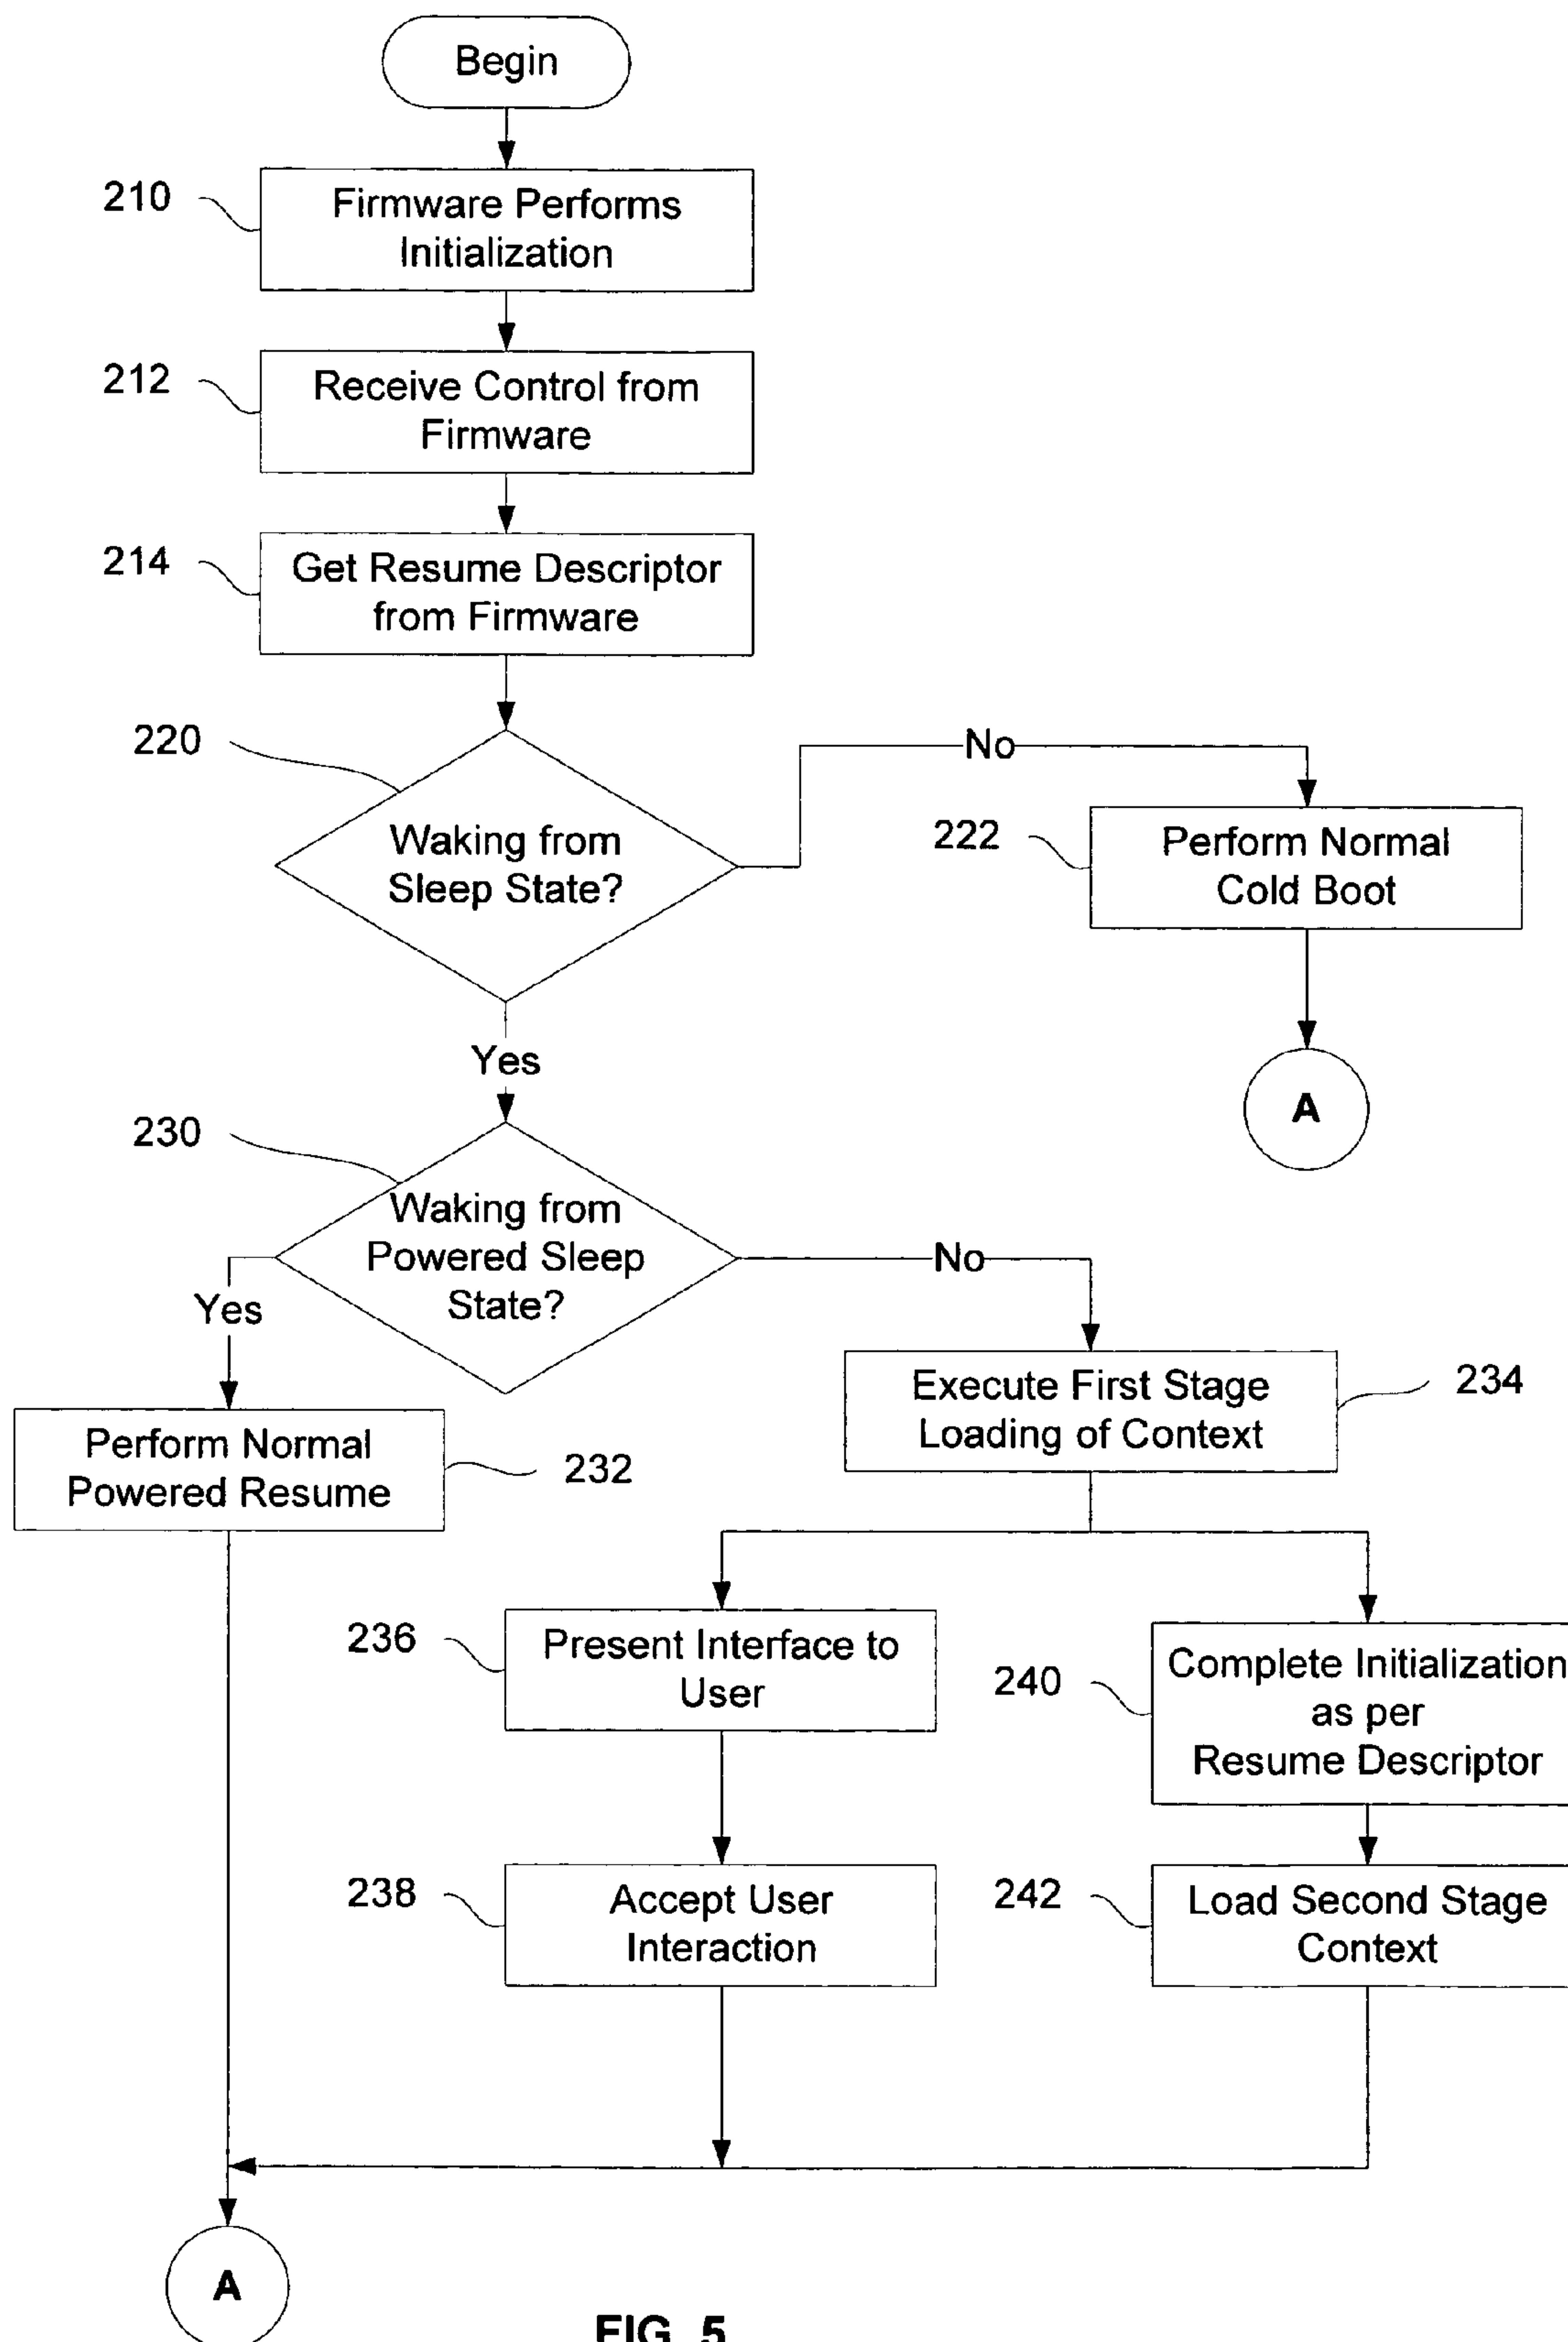 Begin
210
Firmware Performs
Initialization
212
Receive Control from
Firmware
214
Get Resume Descriptor
from Firmware
220
Waking from
Sleep State?
No
222
Perform Normal
Cold Boot
Yes
A
230
Waking from
Powered Sleep
State?
No
Yes
Execute First Stage
Loading of Context
234
Perform Normal
Powered Resume
232
236
Present Interface to
User
240
Complete Initialization
as per
Resume Descriptor
238
Accept User
Interaction
242
Load Second Stage
Context
A
FIG. 5